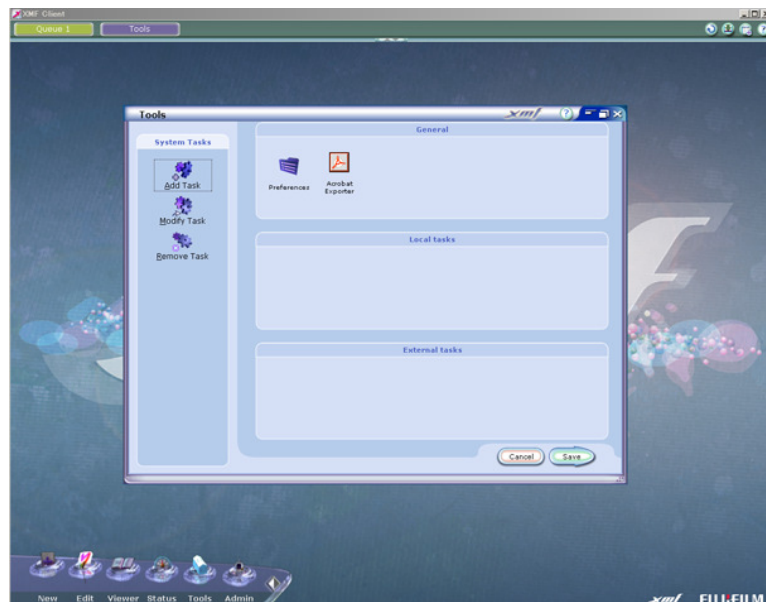 XMF Client
Queue 1
Tools
Tools
xmf
System Tasks
Add Task
Modify Task
Remove Task
General
Preferences
Acrobat
Exporter
Local tasks
External tasks
Cancel
Save
New Edit Viewer Status Tools Admin
xmf FUJIFILM